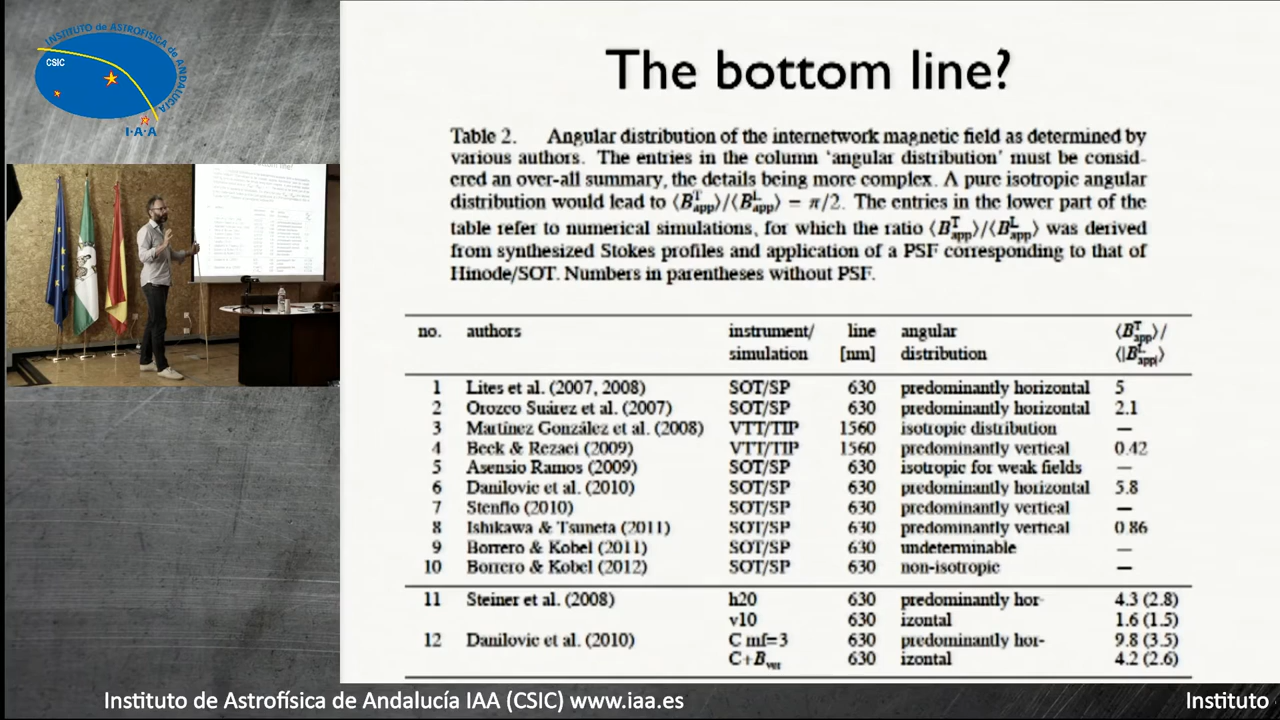 INSTITUTO de ASTROFÍSICA de ANDALUCÍA
CSIC
I·A·A
The bottom line?
Table 2. Angular distribution of the internetwork magnetic field as determined by
various authors. The entries in the column 'angular distribution' must be consid-
ered an over-all summary, the details being more complex. A pure isotropic angular
distribution would lead to ⟨B^T_app⟩/⟨B^L_app⟩ = π/2. The entries in the lower part of the
table refer to numerical simulations, for which the ratio ⟨B^T_app⟩/⟨B^L_app⟩ was derived
from synthesized Stokes profiles and application of a PSF corresponding to that of
Hinode/SOT. Numbers in parentheses without PSF.
no. authors instrument/ line angular ⟨B^T_app⟩/
simulation [nm] distribution ⟨|B^L_app|⟩
1 Lites et al. (2007, 2008) SOT/SP 630 predominantly horizontal 5
2 Orozco Suárez et al. (2007) SOT/SP 630 predominantly horizontal 2.1
3 Martínez González et al. (2008) VTT/TIP 1560 isotropic distribution —
4 Beck & Rezaei (2009) VTT/TIP 1560 predominantly vertical 0.42
5 Asensio Ramos (2009) SOT/SP 630 isotropic for weak fields —
6 Danilovic et al. (2010) SOT/SP 630 predominantly horizontal 5.8
7 Stenflo (2010) SOT/SP 630 predominantly vertical —
8 Ishikawa & Tsuneta (2011) SOT/SP 630 predominantly vertical 0.86
9 Borrero & Kobel (2011) SOT/SP 630 undeterminable —
10 Borrero & Kobel (2012) SOT/SP 630 non-isotropic —
11 Steiner et al. (2008) h20 630 predominantly hor- 4.3 (2.8)
v10 630 izontal 1.6 (1.5)
12 Danilovic et al. (2010) C mf=3 630 predominantly hor- 9.8 (3.5)
C+B_ver 630 izontal 4.2 (2.6)
Instituto de Astrofísica de Andalucía IAA (CSIC) www.iaa.es
Instituto